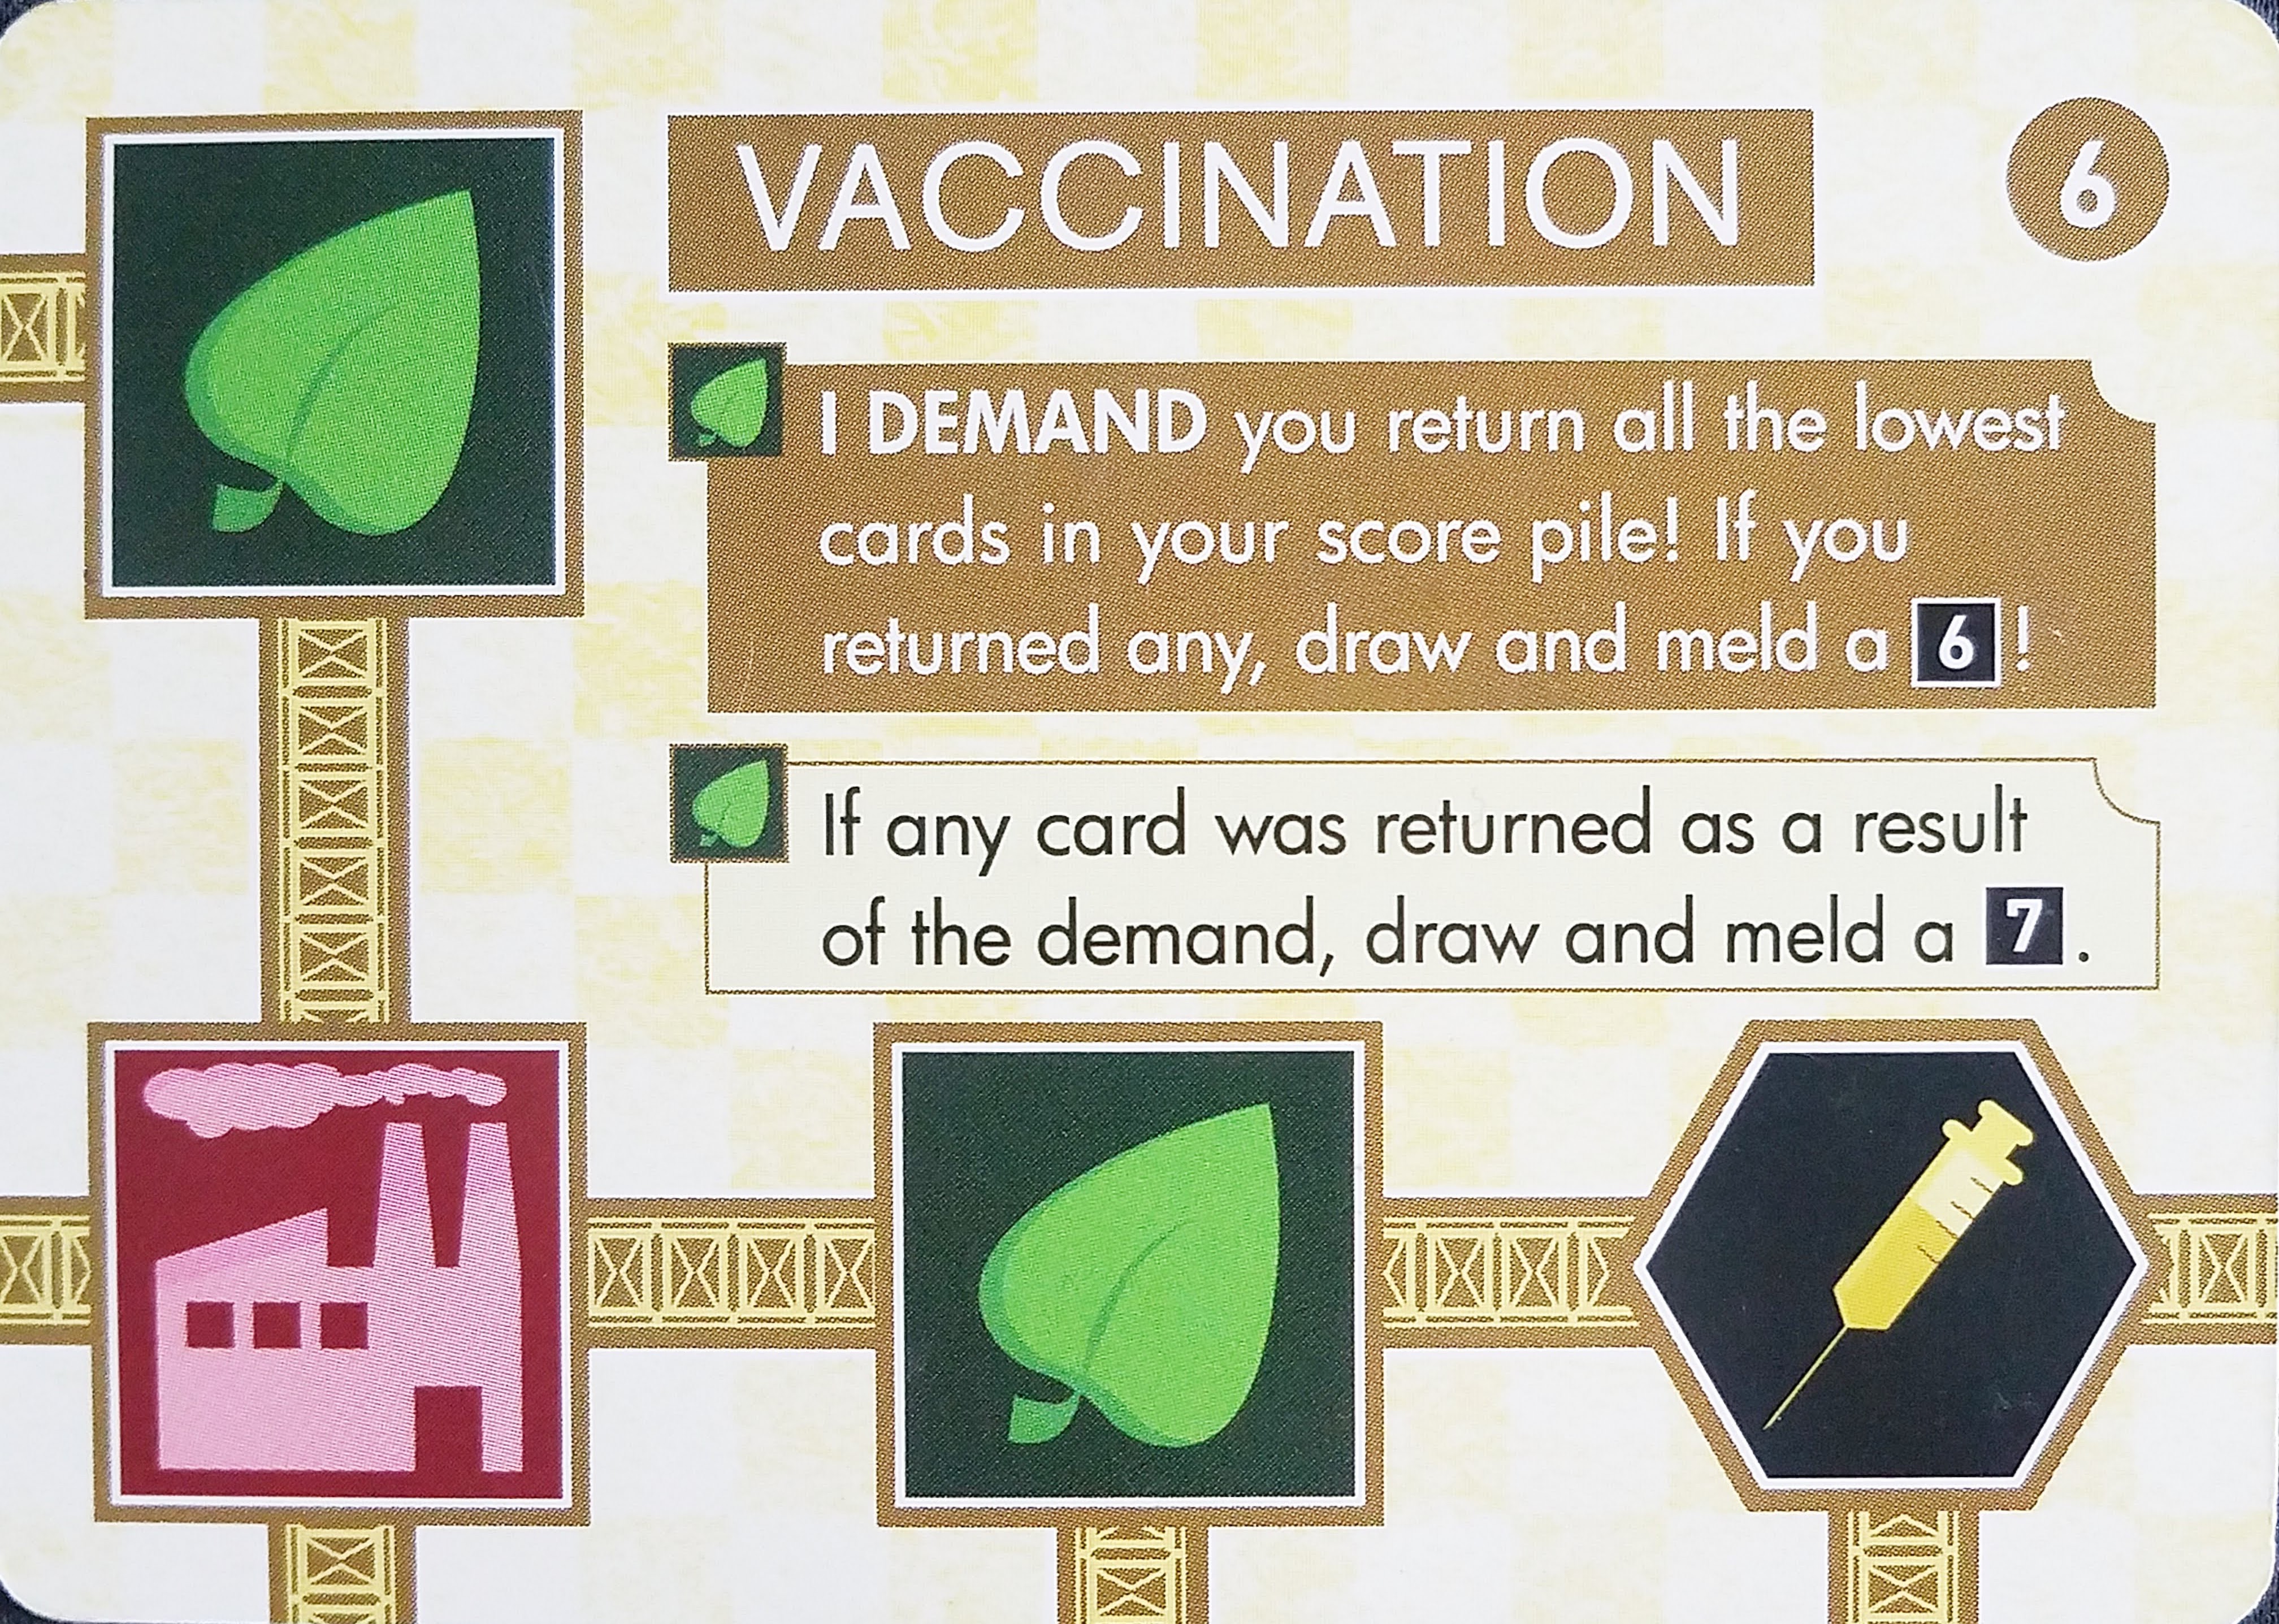 VACCINATION
6
I DEMAND you return all the lowest
cards in your score pile! If you
returned any, draw and meld a 6!
If any card was returned as a result
of the demand, draw and meld a 7.